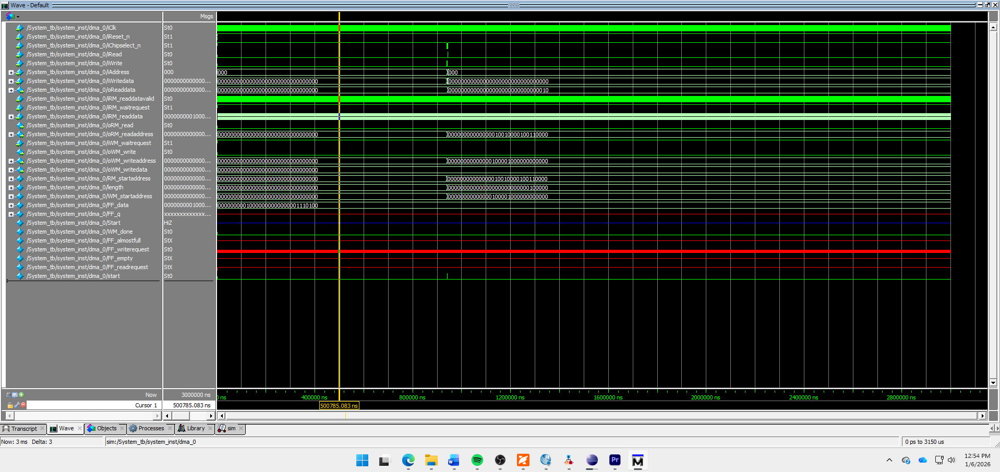 Wave - Default
Msgs
/System_tb/system_inst/dma_0/iClk St0
/System_tb/system_inst/dma_0/iReset_n St1
/System_tb/system_inst/dma_0/iChipselect_n St1
/System_tb/system_inst/dma_0/iRead St0
/System_tb/system_inst/dma_0/iWrite St0
/System_tb/system_inst/dma_0/iAddress 000 000 000
/System_tb/system_inst/dma_0/iWritedata 0000000000000... 00000000000000000000000000000000 00000000000000000000000000000000
/System_tb/system_inst/dma_0/oReaddata 0000000000000... 00000000000000000000000000000000 00000000000000000000000000000010
/System_tb/system_inst/dma_0/iRM_readdatavalid St0
/System_tb/system_inst/dma_0/iRM_waitrequest St1
/System_tb/system_inst/dma_0/iRM_readdata 0000000001000...
/System_tb/system_inst/dma_0/oRM_read St0
/System_tb/system_inst/dma_0/oRM_readaddress 0000000000000... 00000000000000000000000000000000 00000000000000010010000100110000
/System_tb/system_inst/dma_0/iWM_waitrequest St1
/System_tb/system_inst/dma_0/oWM_write St0
/System_tb/system_inst/dma_0/oWM_writeaddress 0000000000000... 00000000000000000000000000000000 00000000000000100001000000000000
/System_tb/system_inst/dma_0/oWM_writedata 0000000000000... 00000000000000000000000000000000
/System_tb/system_inst/dma_0/RM_startaddress 0000000000000... 00000000000000000000000000000000 00000000000000010010000100110000
/System_tb/system_inst/dma_0/length 0000000000000... 00000000000000000000000000000000 00000000000000000000000000100000
/System_tb/system_inst/dma_0/WM_startaddress 0000000000000... 00000000000000000000000000000000 00000000000000100001000000000000
/System_tb/system_inst/dma_0/FF_data 0000000001000... 00000000010000000000000001110100
/System_tb/system_inst/dma_0/FF_q xxxxxxxxxxxxx...
/System_tb/system_inst/dma_0/Start HiZ
/System_tb/system_inst/dma_0/WM_done St0
/System_tb/system_inst/dma_0/FF_almostfull StX
/System_tb/system_inst/dma_0/FF_writerequest St0
/System_tb/system_inst/dma_0/FF_empty StX
/System_tb/system_inst/dma_0/FF_readrequest StX
/System_tb/system_inst/dma_0/start St0
Now 3000000 ns ns 400000 ns 800000 ns 1200000 ns 1600000 ns 2000000 ns 2400000 ns 2800000 ns
Cursor 1 500785.083 ns 500785.083 ns
Transcript Wave Objects Processes Library sim
Now: 3 ms Delta: 3 sim:/System_tb/system_inst/dma_0 0 ps to 3150 us
12:54 PM
1/6/2026